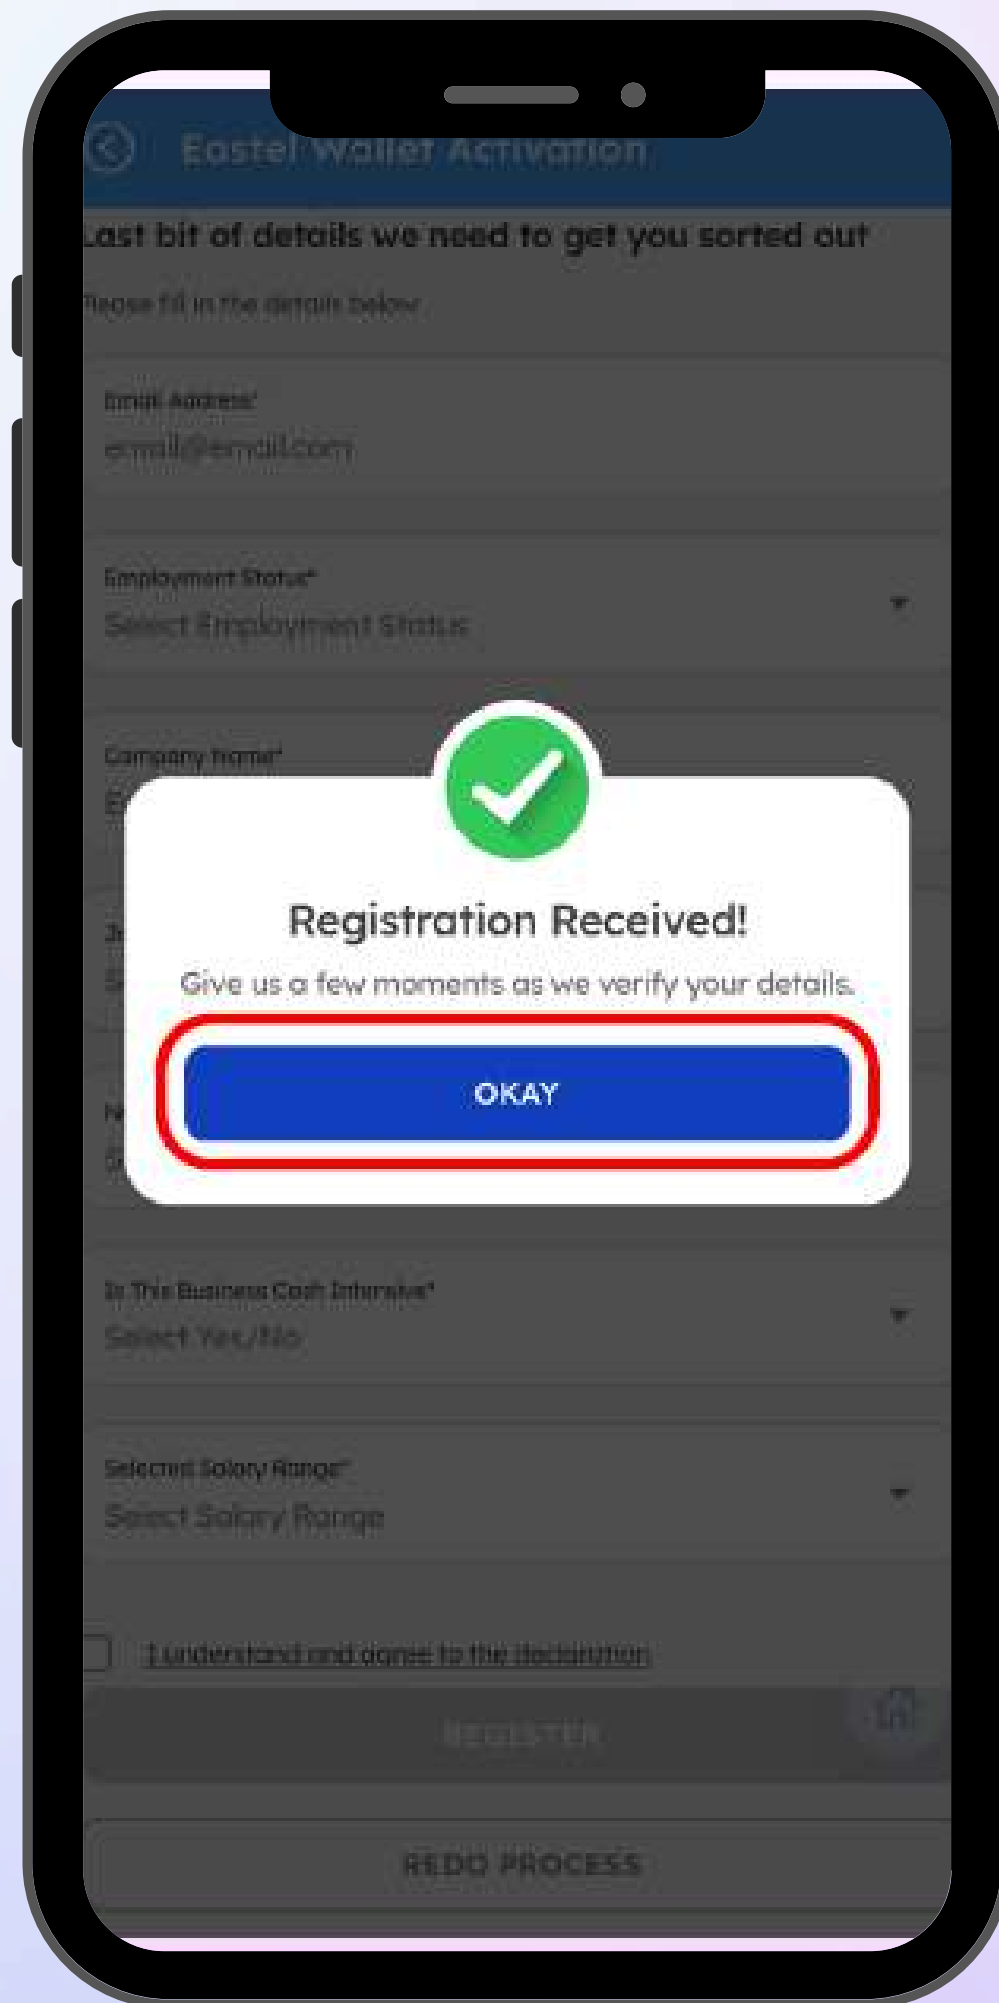 Eastel Wallet Activation
Last bit of details we need to get you sorted out
Please fill in the details below
Email Address*
email@email.com
Employment Status*
Select Employment Status
Company Name*
Registration Received!
Give us a few moments as we verify your details.
OKAY
Is This Business Cash Intensive*
Select Yes/No
Selected Salary Range*
Select Salary Range
I understand and agree to the declaration
REGISTER
REDO PROCESS